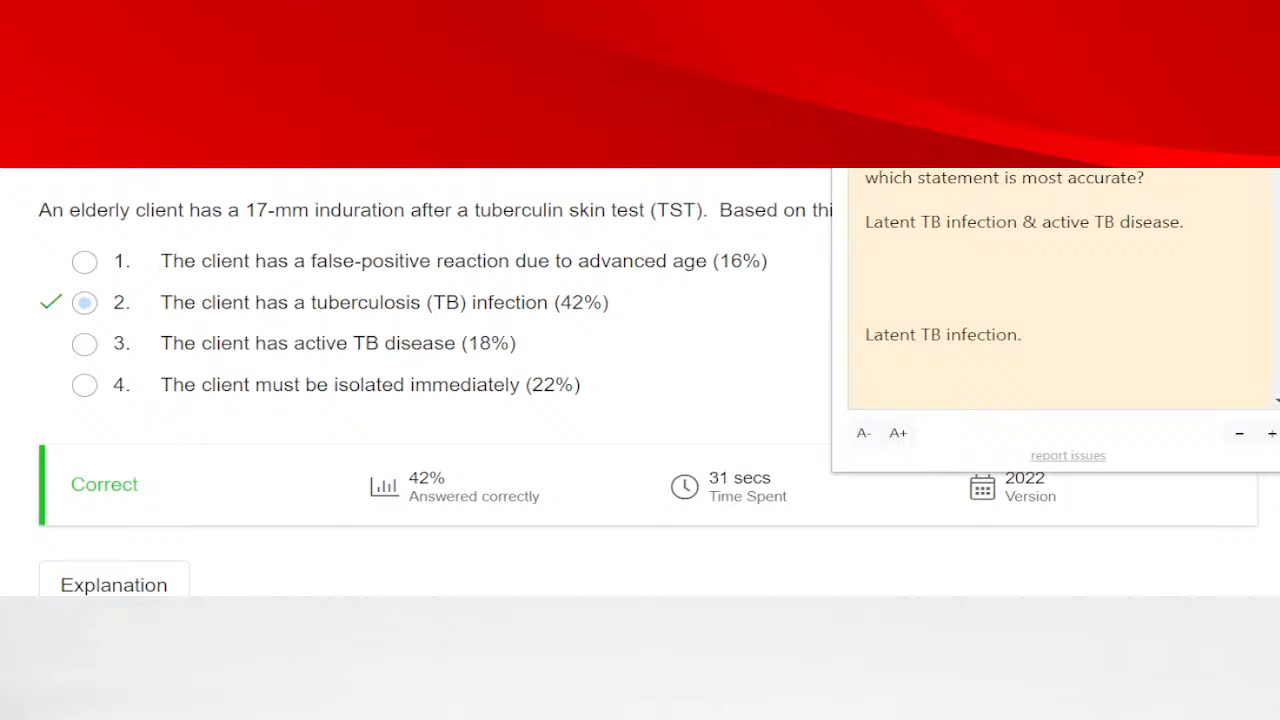 which statement is most accurate?
An elderly client has a 17-mm induration after a tuberculin skin test (TST).  Based on thi
Latent TB infection & active TB disease.
1. The client has a false-positive reaction due to advanced age (16%)
2. The client has a tuberculosis (TB) infection (42%)
Latent TB infection.
3. The client has active TB disease (18%)
4. The client must be isolated immediately (22%)
A- A+ − +
report issues
Correct
42%
Answered correctly
31 secs
Time Spent
2022
Version
Explanation